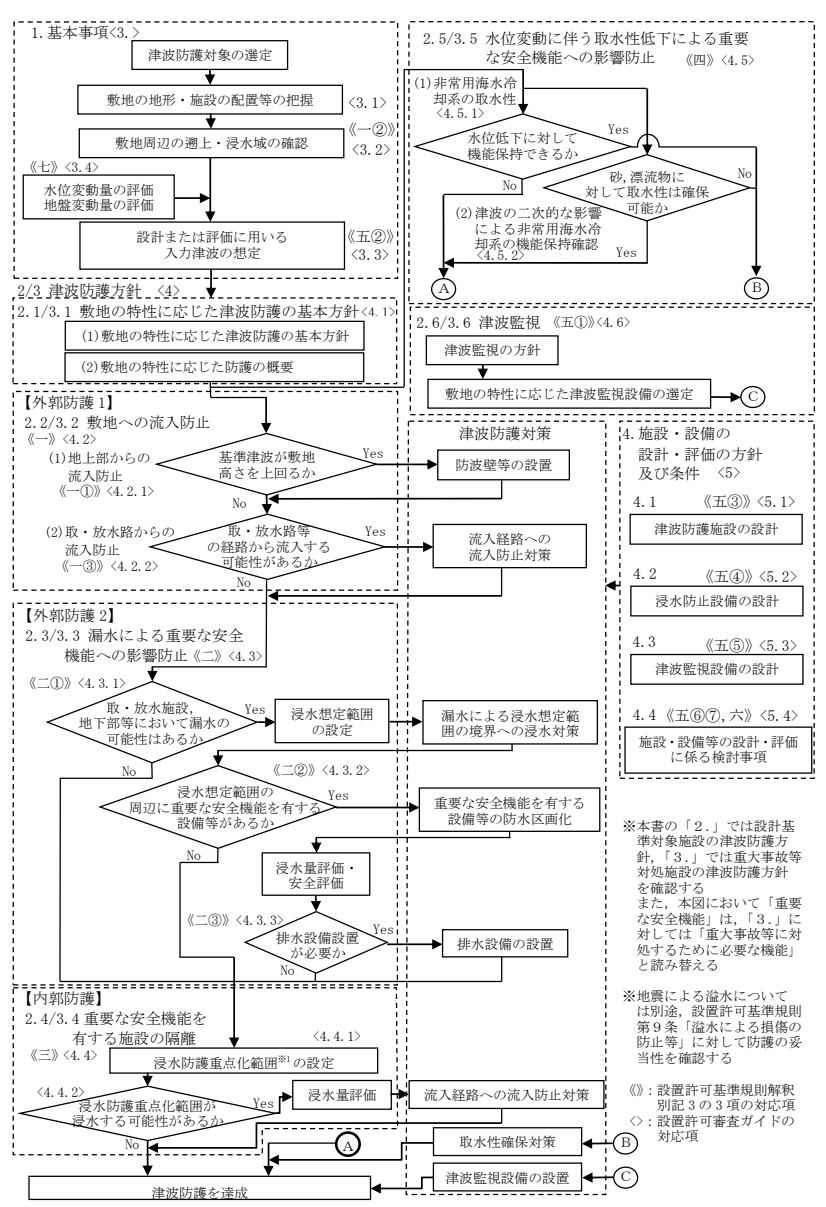 1.基本事項<3.>
津波防護対象の選定
敷地の地形・施設の配置等の把握
<3.1>
敷地周辺の遡上・浸水域の確認
《一②》
<3.2>
《七》<3.4>
水位変動量の評価
地盤変動量の評価
設計または評価に用いる
入力津波の想定
《五②》
<3.3>
2/3 津波防護方針 <4>
2.1/3.1 敷地の特性に応じた津波防護の基本方針<4.1>
(1)敷地の特性に応じた津波防護の基本方針
(2)敷地の特性に応じた防護の概要
2.5/3.5 水位変動に伴う取水性低下による重要
な安全機能への影響防止 《四》<4.5>
(1)非常用海水冷
却系の取水性
<4.5.1>
水位低下に対して
機能保持できるか
Yes
No
砂,漂流物に
対して取水性は確保
可能か
No
Yes
(2)津波の二次的な影響
による非常用海水冷
却系の機能保持確認
<4.5.2>
A
B
2.6/3.6 津波監視 《五①》<4.6>
津波監視の方針
敷地の特性に応じた津波監視設備の選定
C
【外郭防護1】
2.2/3.2 敷地への流入防止
《一》<4.2>
(1)地上部からの
流入防止
《一①》<4.2.1>
基準津波が敷地
高さを上回るか
Yes
No
(2)取・放水路からの
流入防止
《一③》<4.2.2>
取・放水路等
の経路から流入する
可能性があるか
Yes
No
津波防護対策
防波壁等の設置
流入経路への
流入防止対策
4.施設・設備の
設計・評価の方針
及び条件 <5>
4.1 《五③》<5.1>
津波防護施設の設計
4.2 《五④》<5.2>
浸水防止設備の設計
4.3 《五⑤》<5.3>
津波監視設備の設計
4.4《五⑥⑦,六》<5.4>
施設・設備等の設計・評価
に係る検討事項
【外郭防護2】
2.3/3.3 漏水による重要な安全
機能への影響防止《二》<4.3>
《二①》<4.3.1>
取・放水施設,
地下部等において漏水の
可能性はあるか
Yes
No
浸水想定範囲
の設定
漏水による浸水想定範
囲の境界への浸水対策
《二②》<4.3.2>
浸水想定範囲の
周辺に重要な安全機能を有する
設備等があるか
Yes
No
重要な安全機能を有する
設備等の防水区画化
浸水量評価・
安全評価
《二③》<4.3.3>
排水設備設置
が必要か
Yes
No
排水設備の設置
【内郭防護】
2.4/3.4 重要な安全機能を
有する施設の隔離
《三》<4.4>
<4.4.1>
浸水防護重点化範囲※1の設定
<4.4.2>
浸水防護重点化範囲が
浸水する可能性があるか
Yes
No
浸水量評価
流入経路への流入防止対策
A
取水性確保対策
B
津波監視設備の設置
C
津波防護を達成
※本書の「2.」では設計基
準対象施設の津波防護方
針,「3.」では重大事故等
対処施設の津波防護方針
を確認する
また,本図において「重要
な安全機能」は,「3.」に
対しては「重大事故等に対
処するために必要な機能」
と読み替える
※地震による溢水について
は別途,設置許可基準規則
第9条「溢水による損傷の
防止等」に対して防護の妥
当性を確認する
《》:設置許可基準規則解釈
別記3の3項の対応項
<>:設置許可審査ガイドの
対応項